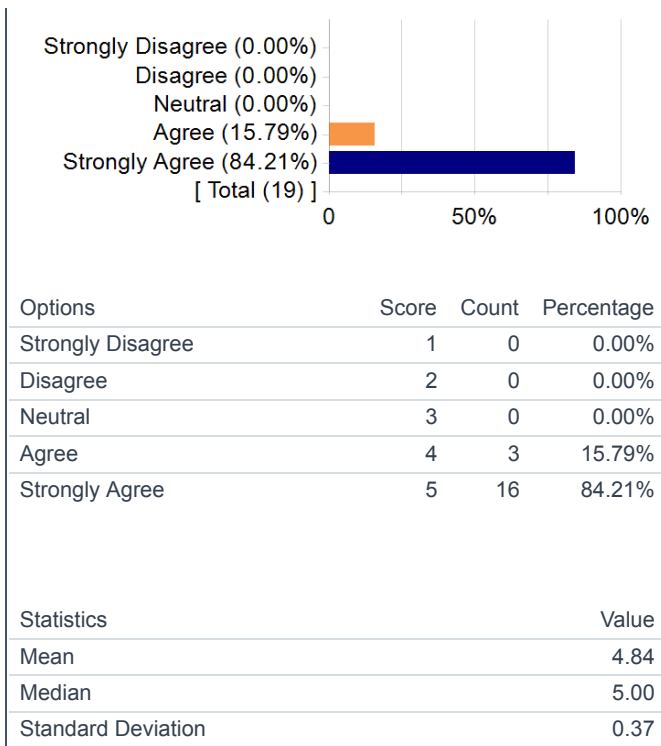 Strongly Disagree (0.00%)
Disagree (0.00%)
Neutral (0.00%)
Agree (15.79%)
Strongly Agree (84.21%)
[ Total (19) ]
0 50% 100%
Options Score Count Percentage
Strongly Disagree 1 0 0.00%
Disagree 2 0 0.00%
Neutral 3 0 0.00%
Agree 4 3 15.79%
Strongly Agree 5 16 84.21%
Statistics Value
Mean 4.84
Median 5.00
Standard Deviation 0.37